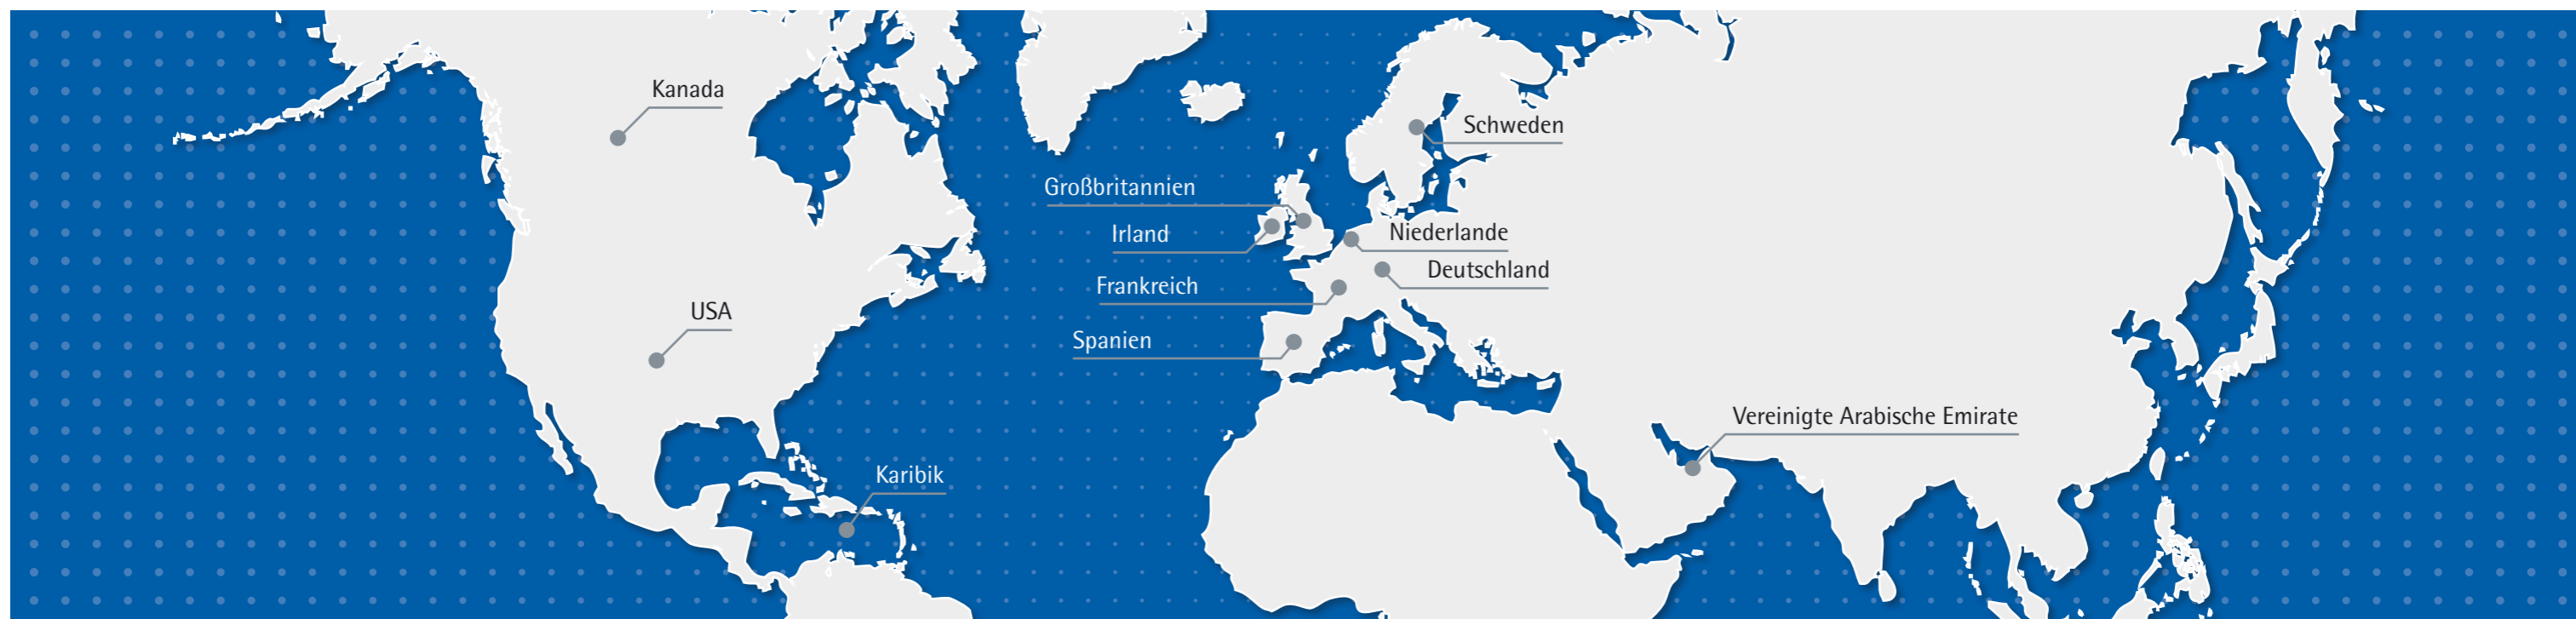 Kanada
Schweden
Großbritannien
Irland
Niederlande
Deutschland
Frankreich
USA
Spanien
Vereinigte Arabische Emirate
Karibik